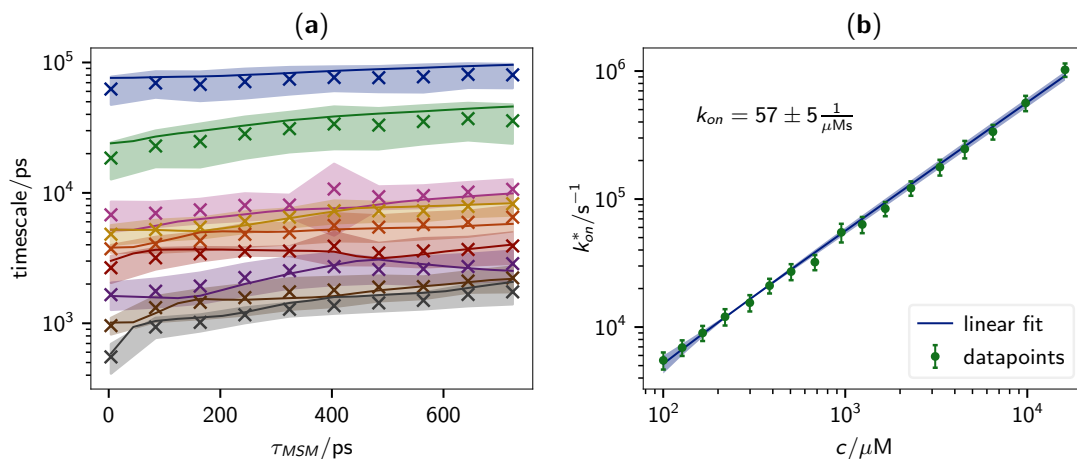 (a)
timescale/ps
10^5
10^4
10^3
0
200
400
600
τ_MSM/ps
(b)
k_on^*/s^−1
10^6
10^5
10^4
k_on = 57 ± 5 1/μMs
linear fit
datapoints
10^2
10^3
10^4
c/μM